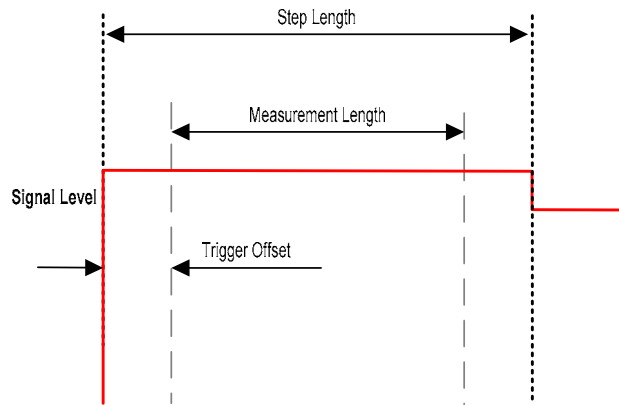 Step Length
Measurement Length
Signal Level
Trigger Offset